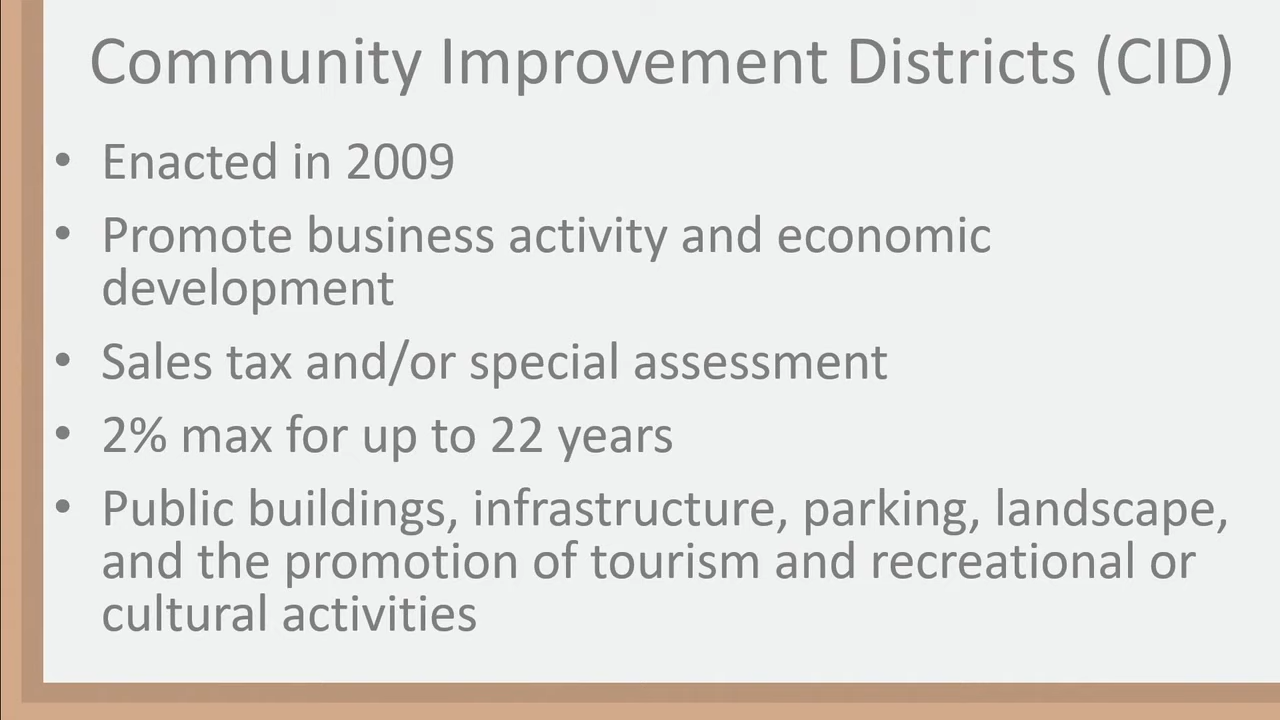 Community Improvement Districts (CID)
• Enacted in 2009
• Promote business activity and economic
development
• Sales tax and/or special assessment
• 2% max for up to 22 years
• Public buildings, infrastructure, parking, landscape,
and the promotion of tourism and recreational or
cultural activities